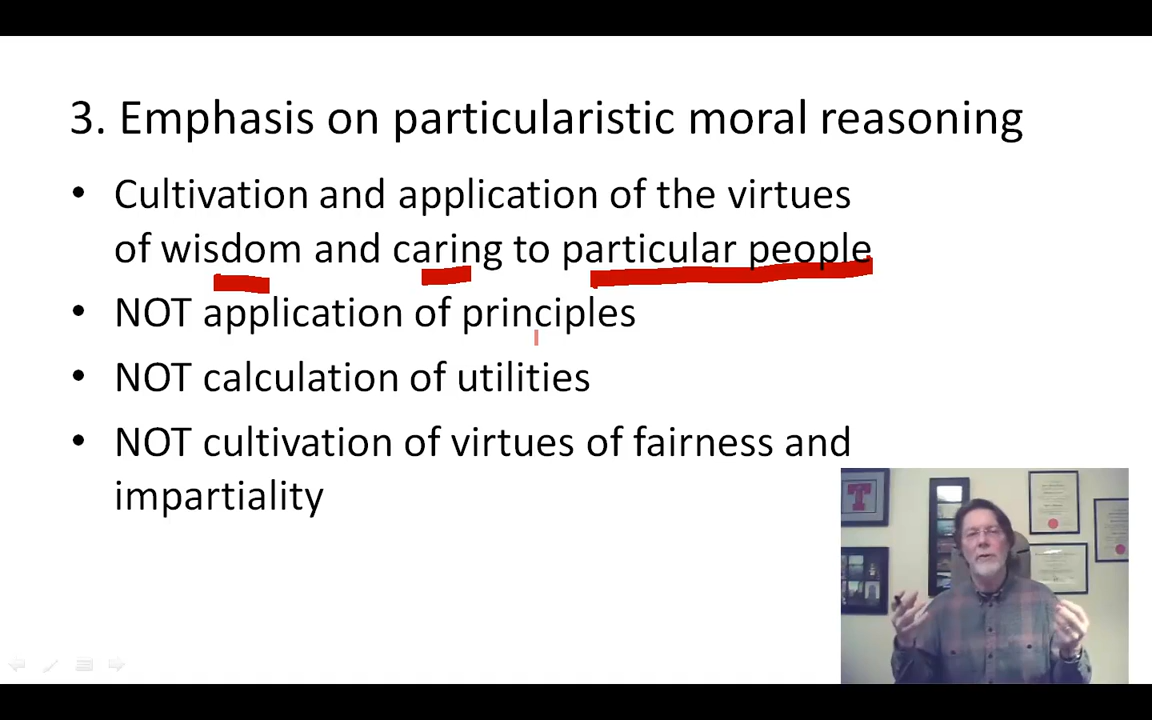 3. Emphasis on particularistic moral reasoning
• Cultivation and application of the virtues
of wisdom and caring to particular people
• NOT application of principles
• NOT calculation of utilities
• NOT cultivation of virtues of fairness and
impartiality
T